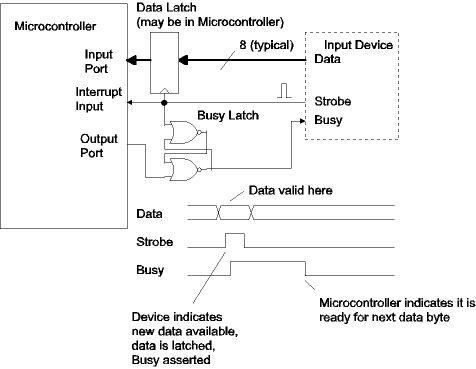 Data Latch
(may be in Microcontroller)
Microcontroller
8 (typical)
Input Device
Input
Port
Data
Interrupt
Input
Strobe
Busy Latch
Busy
Output
Port
Data valid here
Data
Strobe
Busy
Device indicates
new data available,
data is latched,
Busy asserted
Microcontroller indicates it is
ready for next data byte